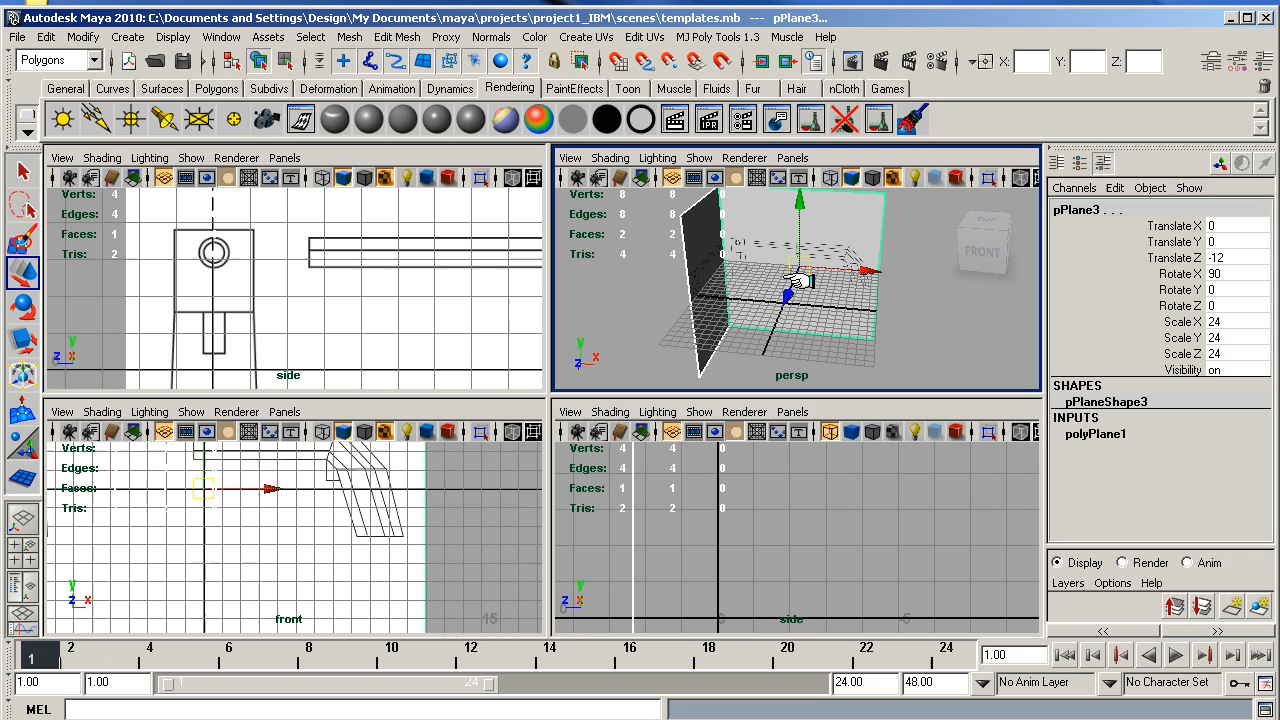 Autodesk Maya 2010: C:\Documents and Settings\Design\My Documents\maya\projects\project1_IBM\scenes\templates.mb --- pPlane3...
File Edit Modify Create Display Window Assets Select Mesh Edit Mesh Proxy Normals Color Create UVs Edit UVs MJ Poly Tools 1.3 Muscle Help
Polygons X: Y: Z:
General Curves Surfaces Polygons Subdivs Deformation Animation Dynamics Rendering PaintEffects Toon Muscle Fluids Fur Hair nCloth Games
IPR
View Shading Lighting Show Renderer Panels
Verts: 4
Edges: 4
Faces: 1
Tris: 2
y
z x
side
View Shading Lighting Show Renderer Panels
Verts: 8 8 0
Edges: 8 8 0
Faces: 2 2 0
Tris: 4 4 0
TOP
FRONT
y
x
z
persp
Channels Edit Object Show
pPlane3 . . .
Translate X 0
Translate Y 0
Translate Z -12
Rotate X 90
Rotate Y 0
Rotate Z 0
Scale X 24
Scale Y 24
Scale Z 24
Visibility on
SHAPES
pPlaneShape3
INPUTS
polyPlane1
View Shading Lighting Show Renderer Panels
Verts:
Edges:
Faces:
Tris:
y
z x
15
front
View Shading Lighting Show Renderer Panels
Verts: 4 4 0
Edges: 4 4 0
Faces: 1 1 0
Tris: 2 2 0
y
z x
0
-5
side
Display Render Anim
Layers Options Help
<< >>
1 2 4 6 8 10 12 14 16 18 20 22 24 1.00
1.00 1.00 24 24.00 48.00 No Anim Layer No Character Set
MEL